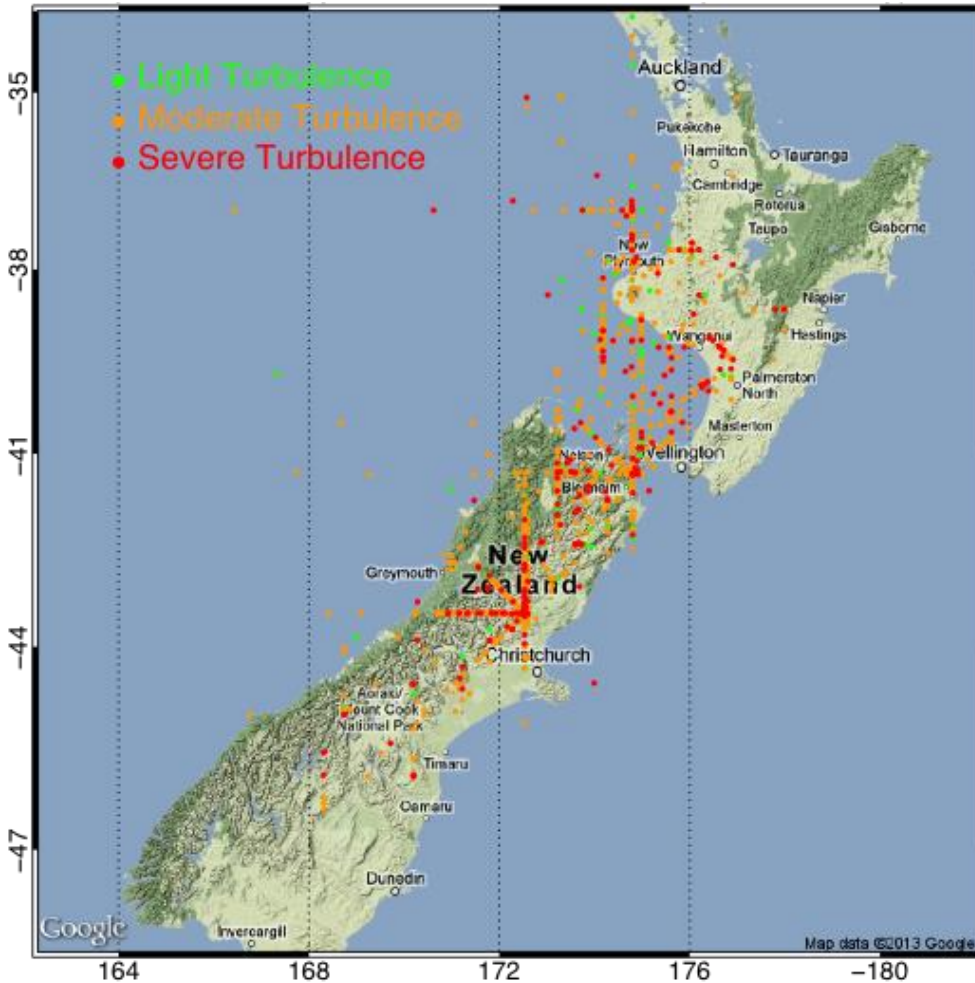 Light Turbulence
Moderate Turbulence
Severe Turbulence
Auckland
Pukekohe
Hamilton
Tauranga
Cambridge
Rotorua
Taupo
Gisborne
New
Plymouth
Napier
Wanganui
Hastings
Palmerston
North
Masterton
Wellington
Nelson
Blenheim
New
Zealand
Greymouth
Christchurch
Aoraki/
Mount Cook
National Park
Timaru
Oamaru
Dunedin
Invercargill
Google
Map data ©2013 Google
-35
-38
-41
-44
-47
164
168
172
176
-180